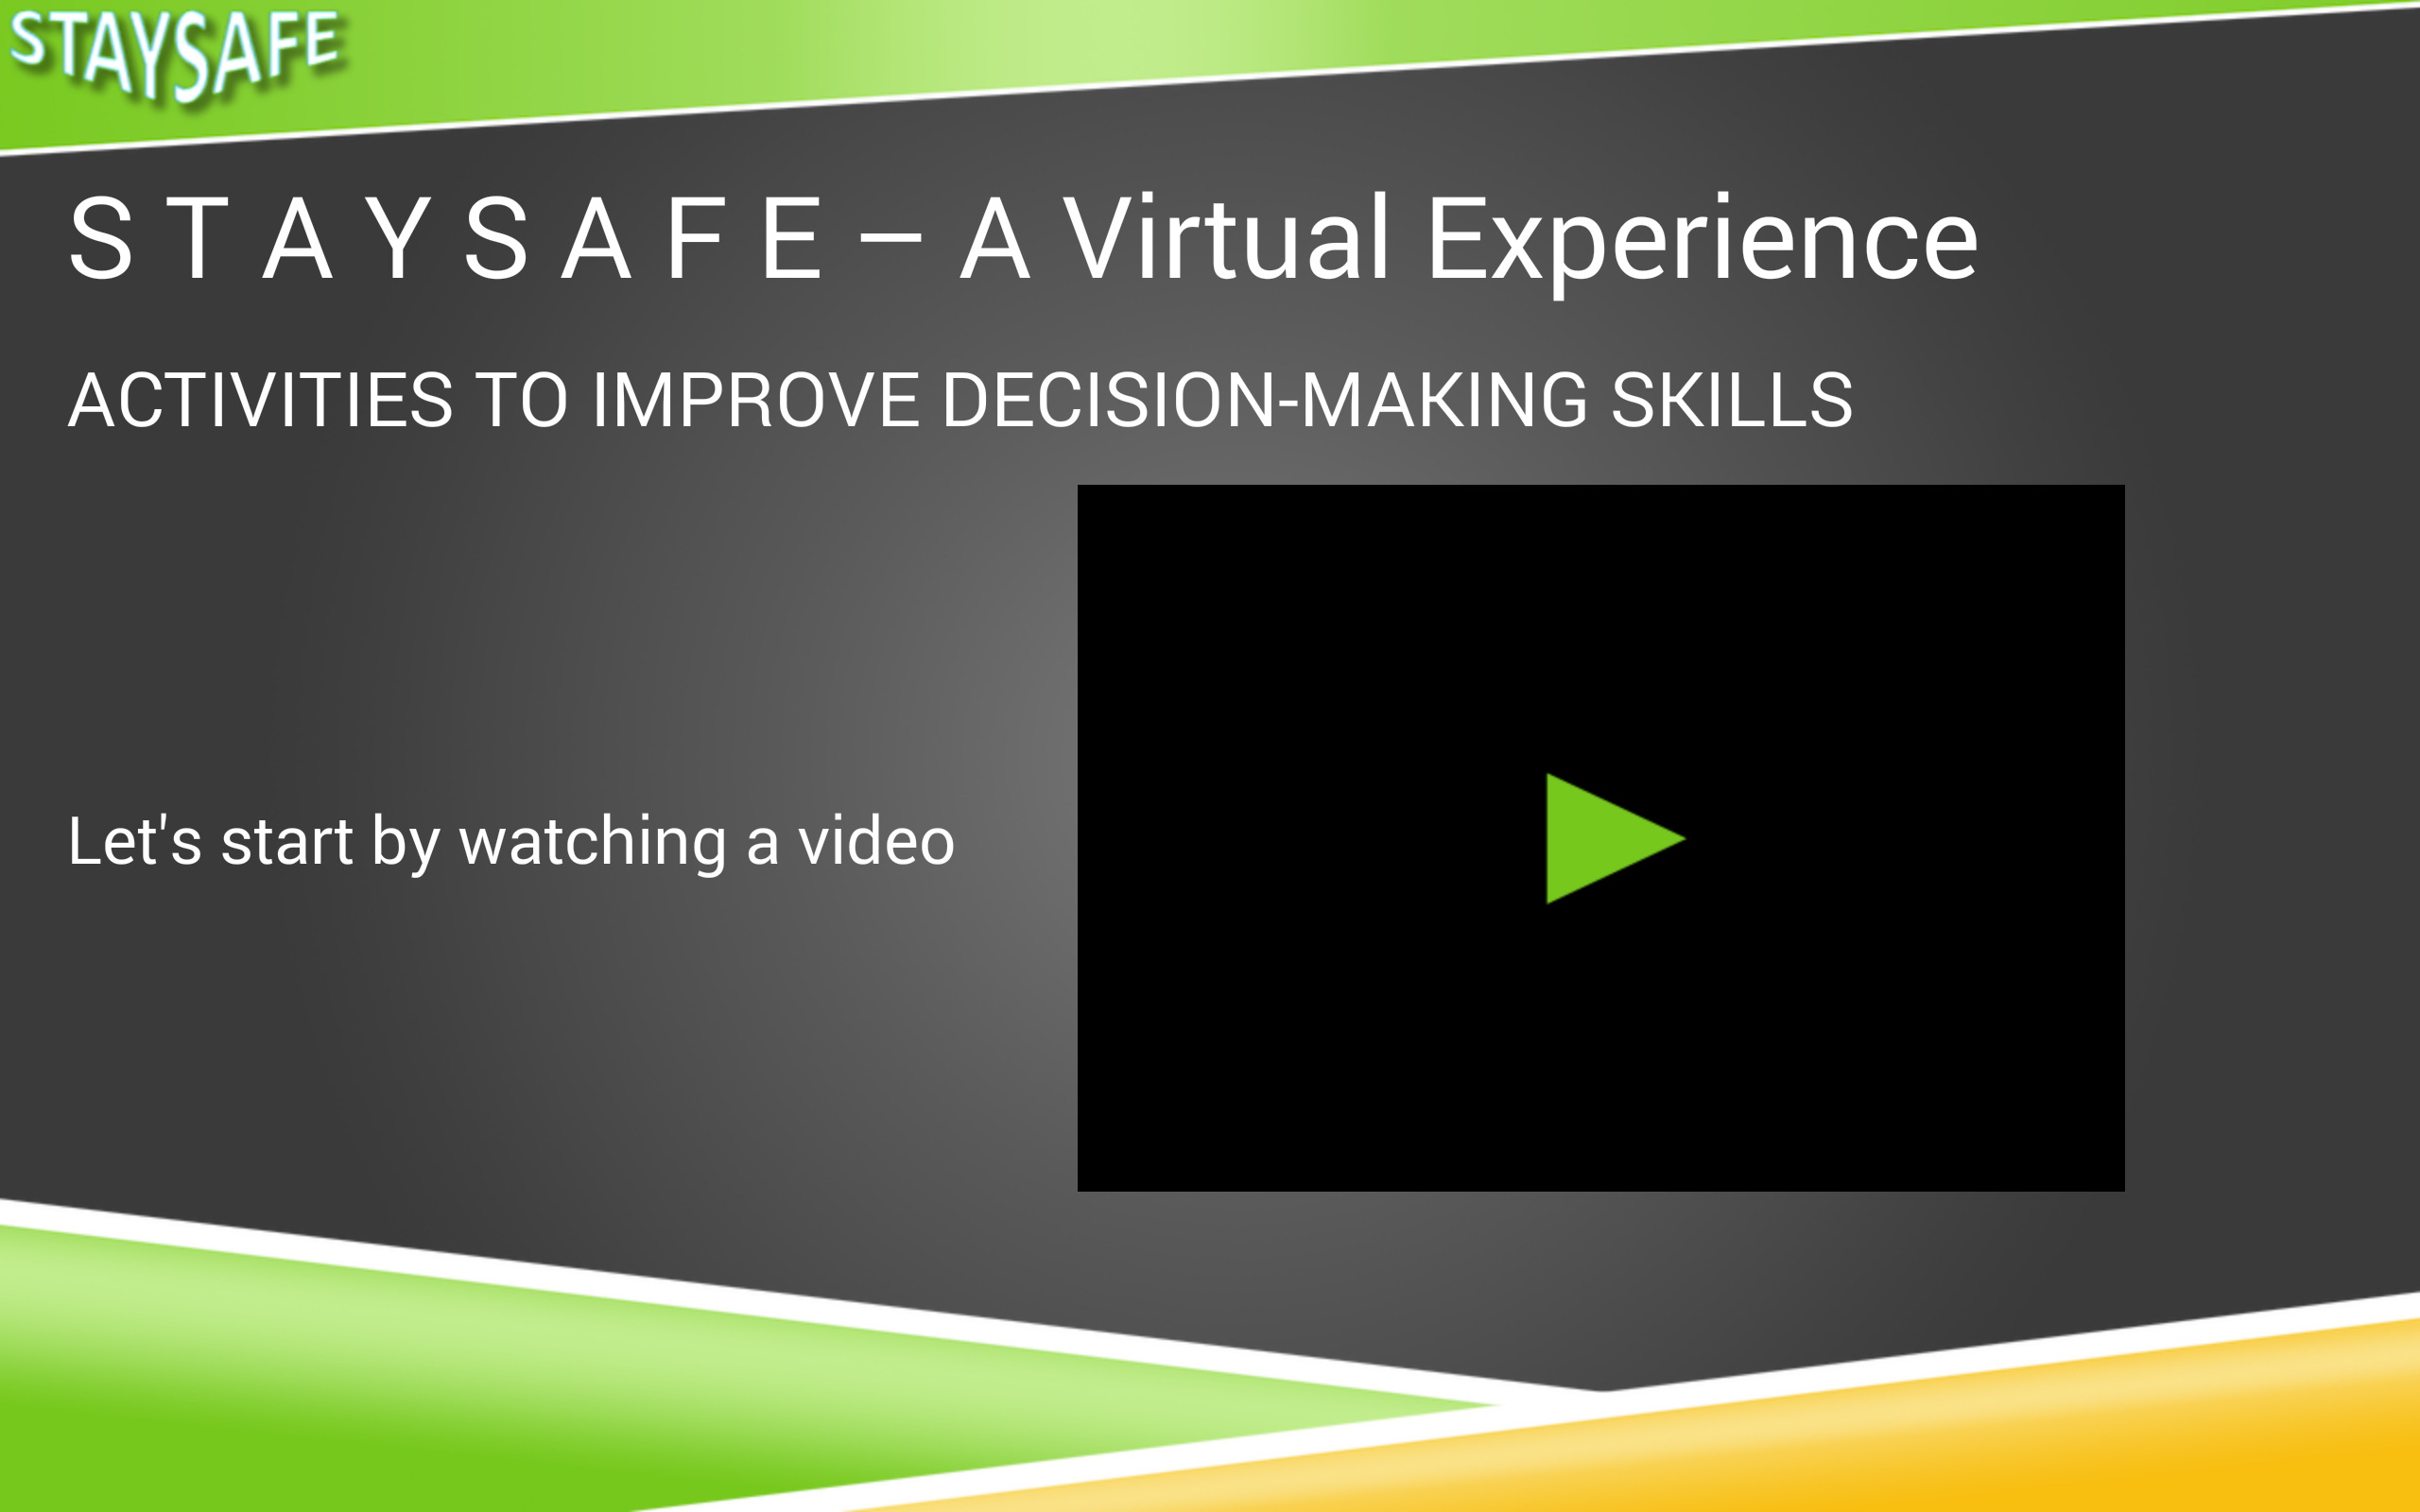 STAYSAFE
S T A Y S A F E – A Virtual Experience
ACTIVITIES TO IMPROVE DECISION-MAKING SKILLS
Let's start by watching a video